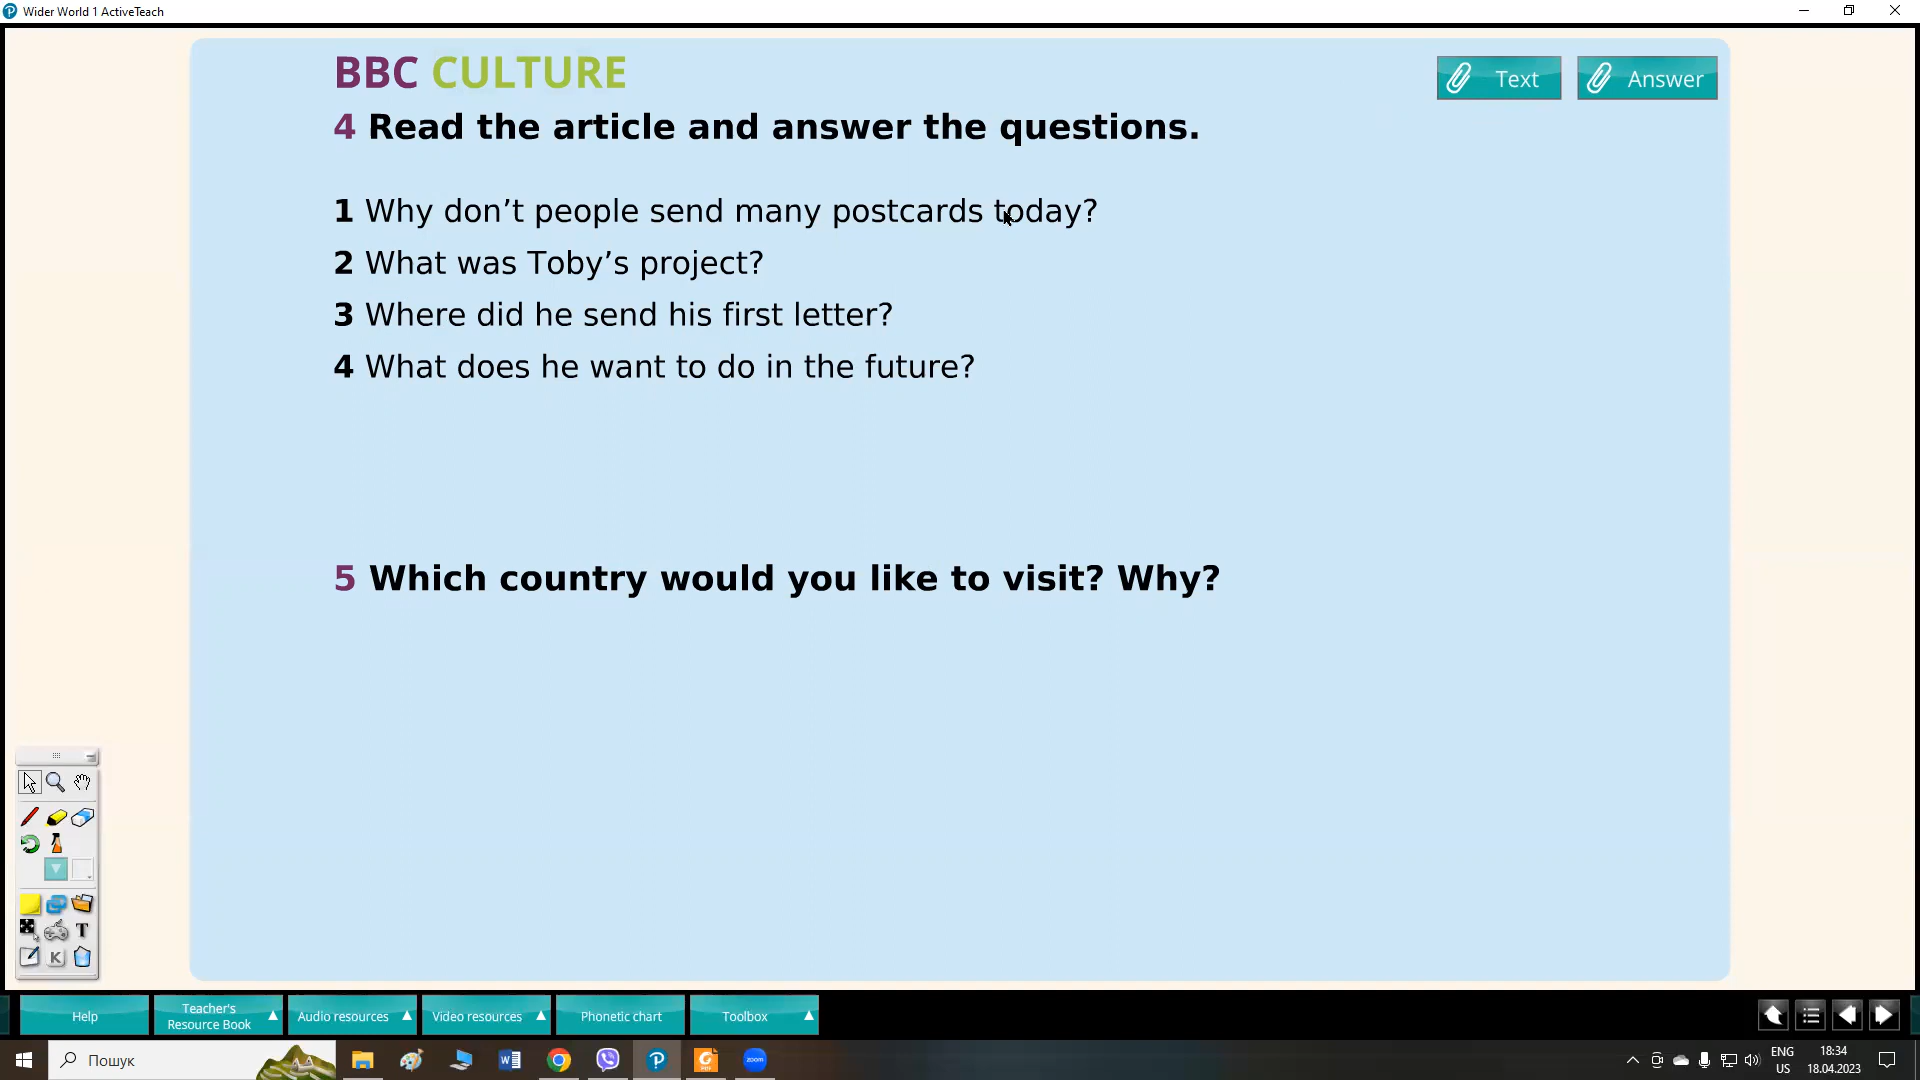 Wider World 1 ActiveTeach
BBC CULTURE
Text
Answer
4 Read the article and answer the questions.
1 Why don’t people send many postcards today?
2 What was Toby’s project?
3 Where did he send his first letter?
4 What does he want to do in the future?
5 Which country would you like to visit? Why?
T
K
Help
Teacher's
Resource Book
Audio resources
Video resources
Phonetic chart
Toolbox
Пошук
zoom
ENG
US
18:34
18.04.2023